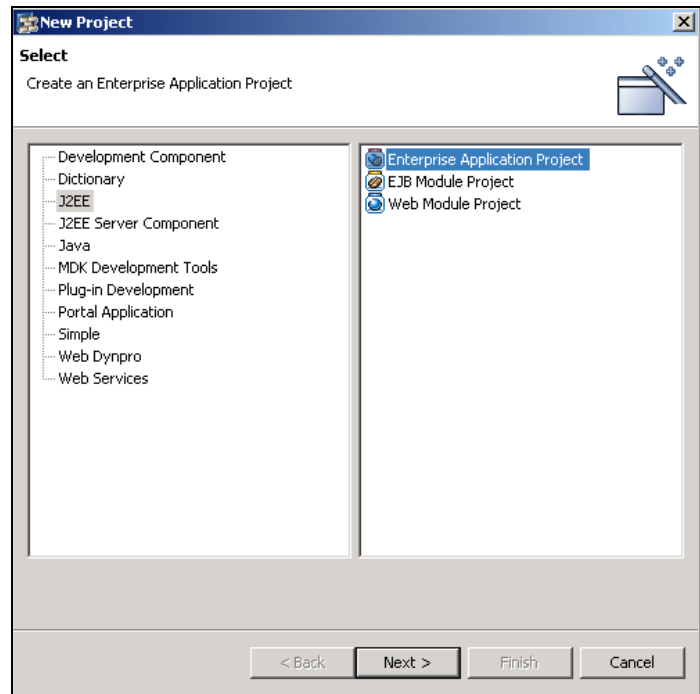 New Project
Select
Create an Enterprise Application Project
Development Component
Dictionary
J2EE
J2EE Server Component
Java
MDK Development Tools
Plug-in Development
Portal Application
Simple
Web Dynpro
Web Services
Enterprise Application Project
EJB Module Project
Web Module Project
< Back
Next >
Finish
Cancel